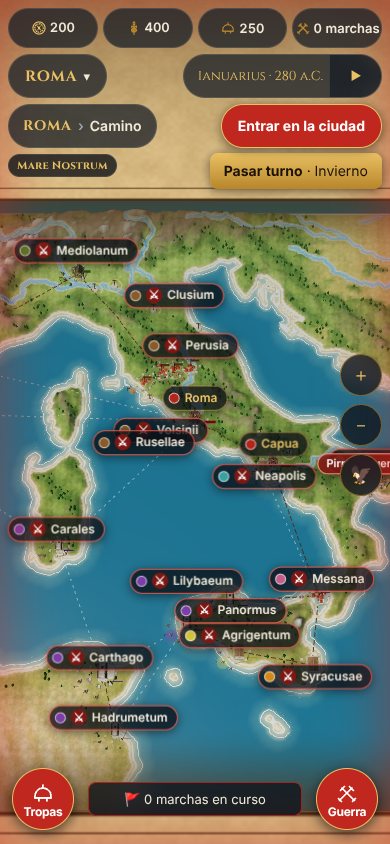 200
400
250
0 marchas
ROMA ▾
IANUARIUS · 280 A.C.
ROMA › Camino
Entrar en la ciudad
MARE NOSTRUM
Pasar turno · Invierno
Mediolanum
Clusium
Perusia
Roma
Volsinii
Rusellae
Capua
Neapolis
Carales
Lilybaeum
Messana
Panormus
Agrigentum
Carthago
Syracusae
Hadrumetum
+
−
Tropas
0 marchas en curso
Guerra